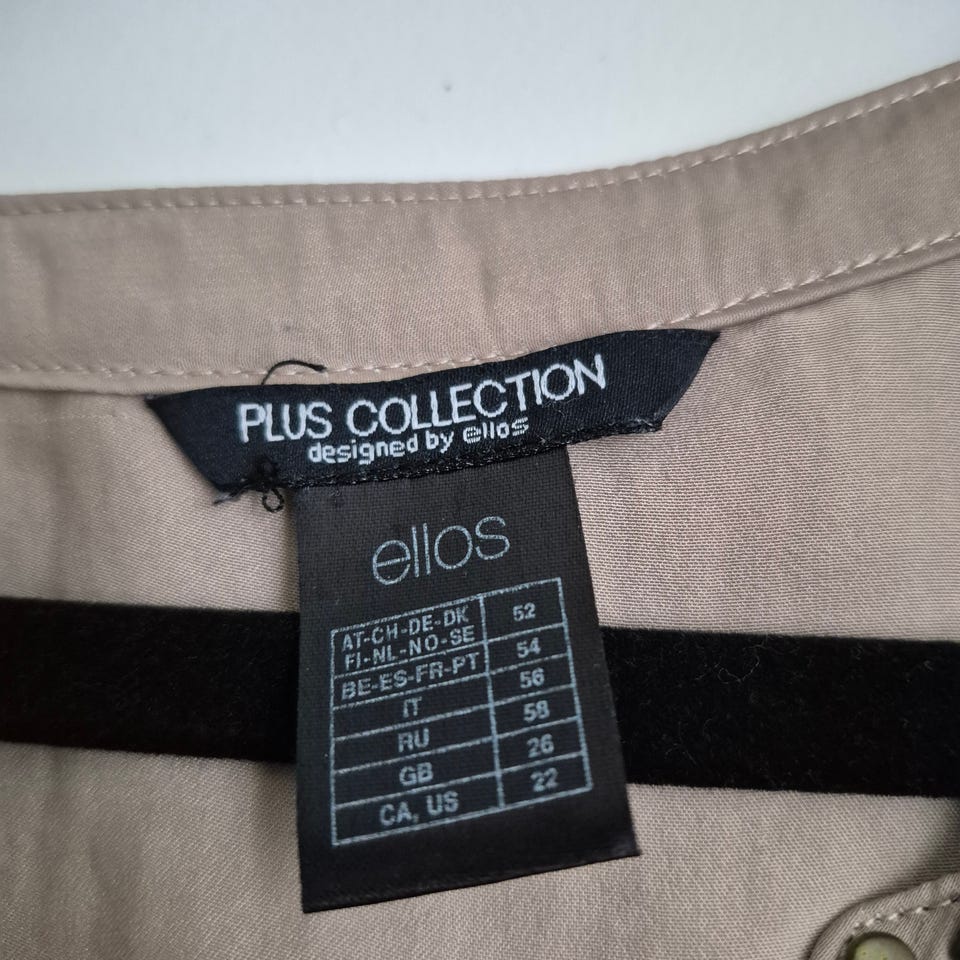 PLUS COLLECTION
designed by ellos
ellos
AT-CH-DE-DK
FI-NL-NO-SE 52
BE-ES-FR-PT 54
IT 56
RU 58
GB 26
CA, US 22